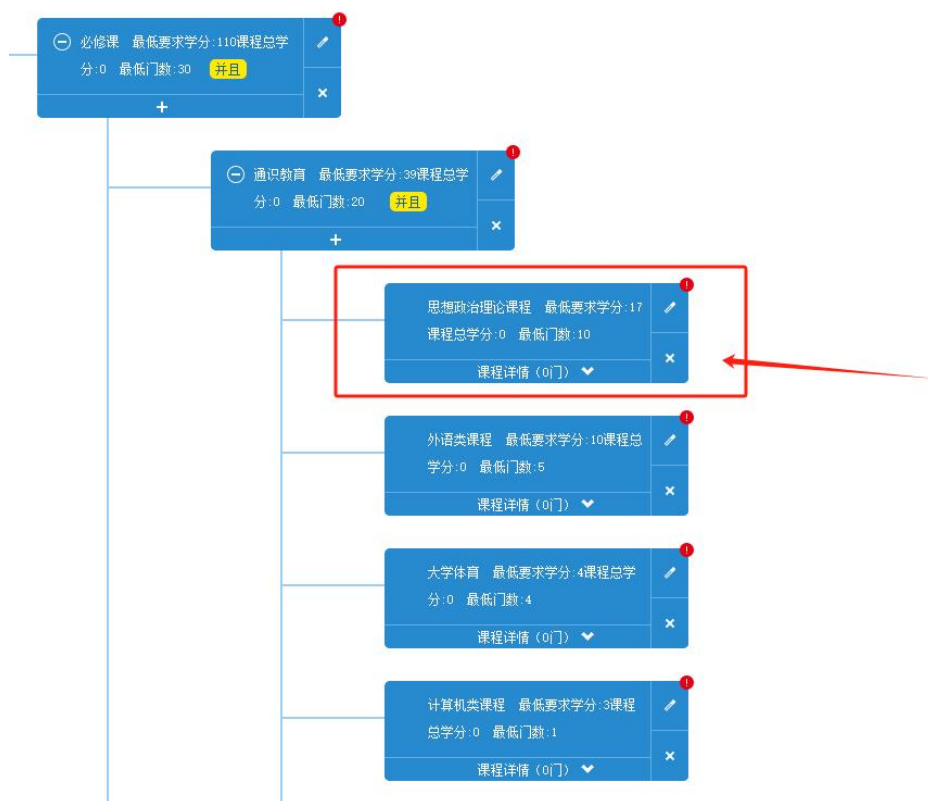 必修课 最低要求学分:110课程总学
分:0 最低门数:30 并且
通识教育 最低要求学分:39课程总学
分:0 最低门数:20 并且
思想政治理论课程 最低要求学分:17
课程总学分:0 最低门数:10
课程详情（0门）
外语类课程 最低要求学分:10课程总
学分:0 最低门数:5
课程详情（0门）
大学体育 最低要求学分:4课程总学
分:0 最低门数:4
课程详情（0门）
计算机类课程 最低要求学分:3课程
总学分:0 最低门数:1
课程详情（0门）